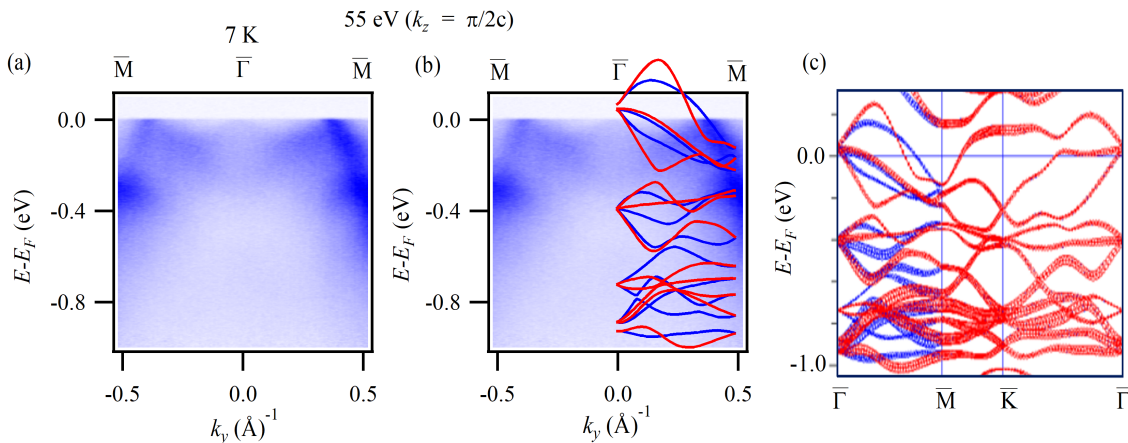 55 eV (k_z = π/2c)
7 K
(a) M̅ Γ̅ M̅
(b) M̅ Γ̅ M̅
(c)
E-E_F (eV)
0.0
-0.4
-0.8
-0.5 0.0 0.5
k_y (Å)^-1
E-E_F (eV)
0.0
-0.4
-0.8
-0.5 0.0 0.5
k_y (Å)^-1
E-E_F (eV)
0.0
-1.0
Γ̅ M̅ K̅ Γ̅